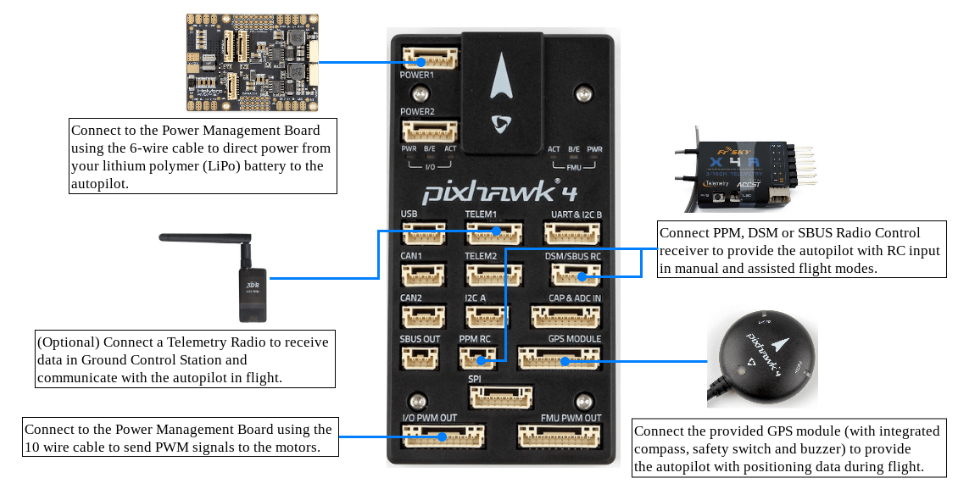 POWER1
Connect to the Power Management Board
using the 6-wire cable to direct power from
your lithium polymer (LiPo) battery to the
autopilot.
POWER2
PWR B/E ACT
I/O
ACT B/E PWR
FMU
pixhawk 4
FrSKY
X4R
ACCST
USB TELEM1 UART & I2C B
CAN1 TELEM2 DSM/SBUS RC
CAN2 I2C A CAP & ADC IN
SBUS OUT PPM RC GPS MODULE
SPI
I/O PWM OUT FMU PWM OUT
Connect PPM, DSM or SBUS Radio Control
receiver to provide the autopilot with RC input
in manual and assisted flight modes.
(Optional) Connect a Telemetry Radio to receive
data in Ground Control Station and
communicate with the autopilot in flight.
pixhawk 4
Connect to the Power Management Board using the
10 wire cable to send PWM signals to the motors.
Connect the provided GPS module (with integrated
compass, safety switch and buzzer) to provide
the autopilot with positioning data during flight.